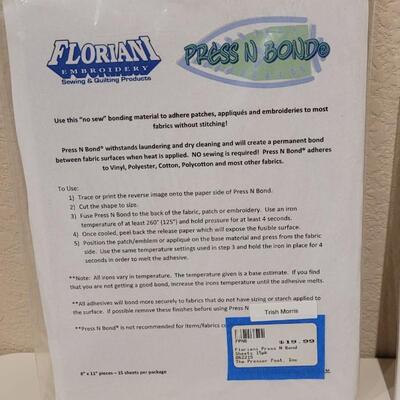 FLORIANI
EMBROIDERY
Sewing & Quilting Products
PRESS N BOND®
Use this "no sew" bonding material to adhere patches, appliqués and embroideries to most
fabrics without stitching!
Press N Bond® withstands laundering and dry cleaning and will create a permanent bond
between fabric surfaces when heat is applied. NO sewing is required! Press N Bond® adheres
to Vinyl, Polyester, Cotton, Polycotton and most other fabrics.
To Use:
1) Trace or print the reverse image onto the paper side of Press N Bond.
2) Cut the shape to size.
3) Fuse Press N Bond to the back of the fabric, patch or embroidery. Use an iron
temperature of at least 260° (125°) and hold pressure for at least 4 seconds.
4) Once cooled, peel back the release paper which will expose the fusible surface.
5) Position the patch/emblem or appliqué on the base material and press from the fabric
side. Use the same temperature settings used in step 3 and hold the iron in place for 4
seconds in order to melt the adhesive.
**Note: All irons vary in temperature. The temperature given is a base estimate. If you find
that you are not getting a good bond, increase the irons temperature until the adhesive melts.
**All adhesives will bond more securely to fabrics that do not have sizing or starch applied to
the surface. If possible remove these finishes before using Press N
Trish Morris
**Press N Bond® is not recommended for items/fabrics
FPNB $19.99
Floriani Press N Bond
Sheets 15pk
The Presser Foot, Inc
8" x 11" pieces – 15 sheets per package